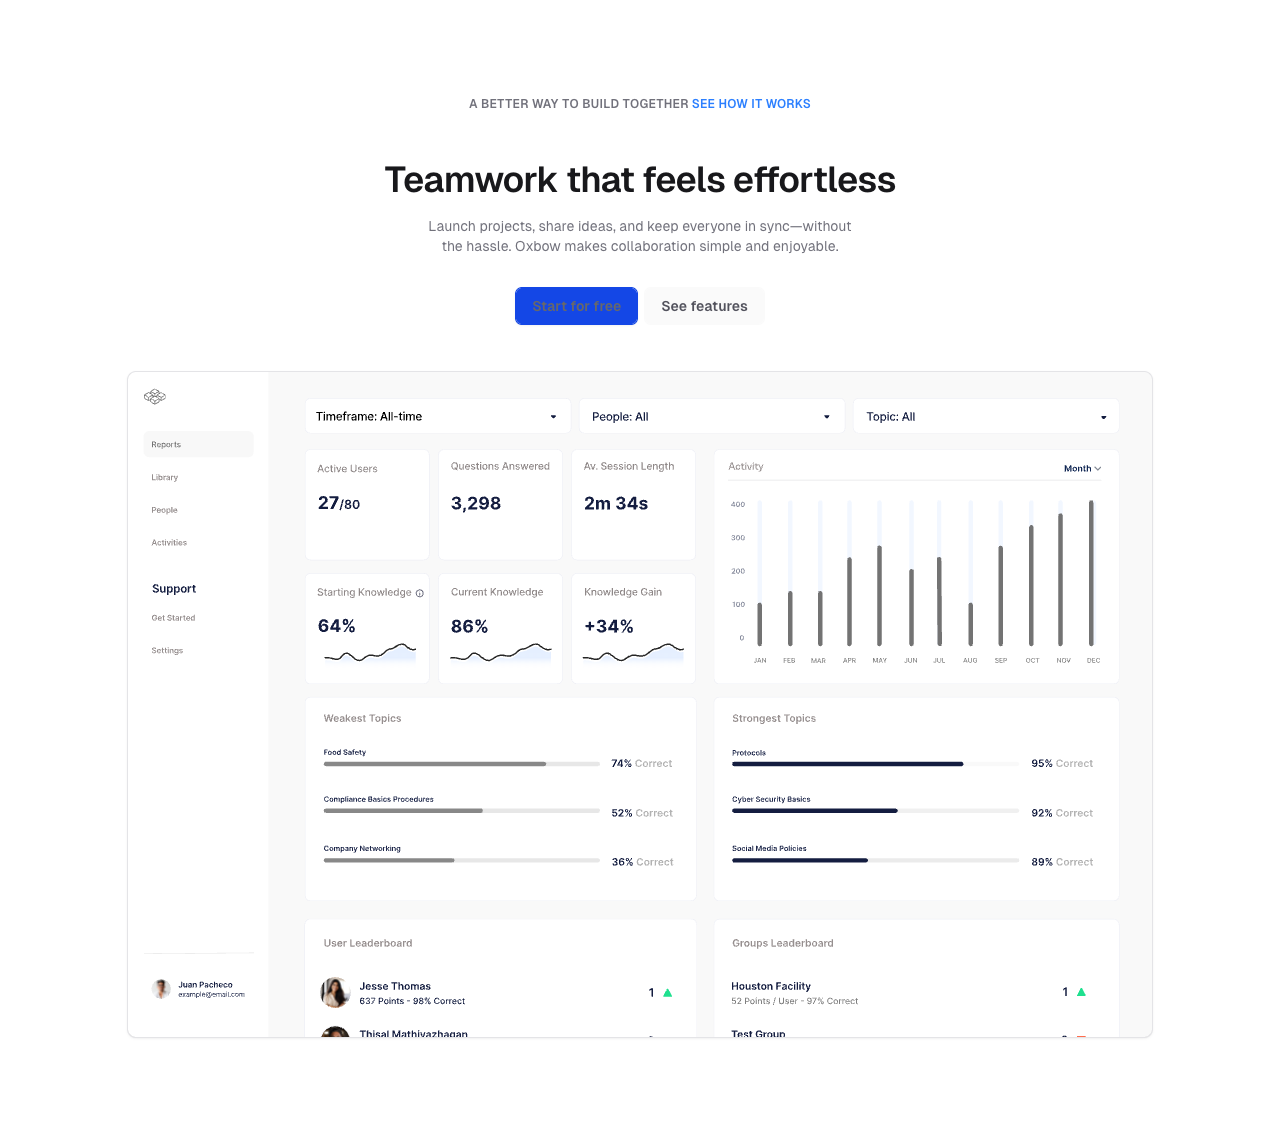 A BETTER WAY TO BUILD TOGETHER SEE HOW IT WORKS
Teamwork that feels effortless
Launch projects, share ideas, and keep everyone in sync—without
the hassle. Oxbow makes collaboration simple and enjoyable.
Start for free
See features
Reports
Library
People
Activities
Support
Get Started
Settings
Juan Pacheco
example@email.com
Timeframe: All-time
People: All
Topic: All
Active Users
27/80
Questions Answered
3,298
Av. Session Length
2m 34s
Starting Knowledge
64%
Current Knowledge
86%
Knowledge Gain
+34%
Activity
Month
400
300
200
100
0
JAN FEB MAR APR MAY JUN JUL AUG SEP OCT NOV DEC
Weakest Topics
Food Safety
74% Correct
Compliance Basics Procedures
52% Correct
Company Networking
36% Correct
Strongest Topics
Protocols
95% Correct
Cyber Security Basics
92% Correct
Social Media Policies
89% Correct
User Leaderboard
Jesse Thomas
637 Points - 98% Correct
1
Thisal Mathiyazhagan
Groups Leaderboard
Houston Facility
52 Points / User - 97% Correct
1
Test Group